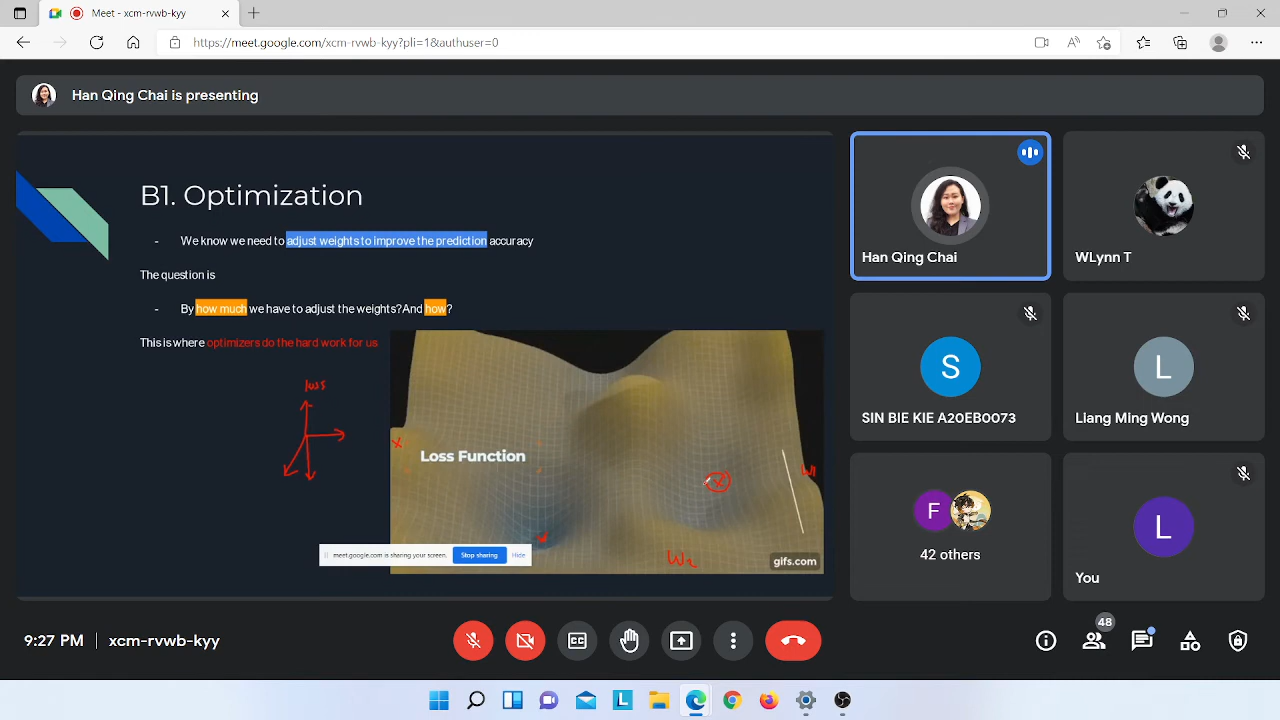 Meet - xcm-rvwb-kyy
https://meet.google.com/xcm-rvwb-kyy?pli=1&authuser=0
Han Qing Chai is presenting
B1. Optimization
- We know we need to adjust weights to improve the prediction accuracy
The question is
- By how much we have to adjust the weights?And how?
This is where optimizers do the hard work for us
loss
x
Loss Function
x
W1
W2
meet.google.com is sharing your screen.
Stop sharing
Hide
gifs.com
Han Qing Chai
WLynn T
S
SIN BIE KIE A20EB0073
L
Liang Ming Wong
F
42 others
L
You
9:27 PM | xcm-rvwb-kyy
CC
48
L